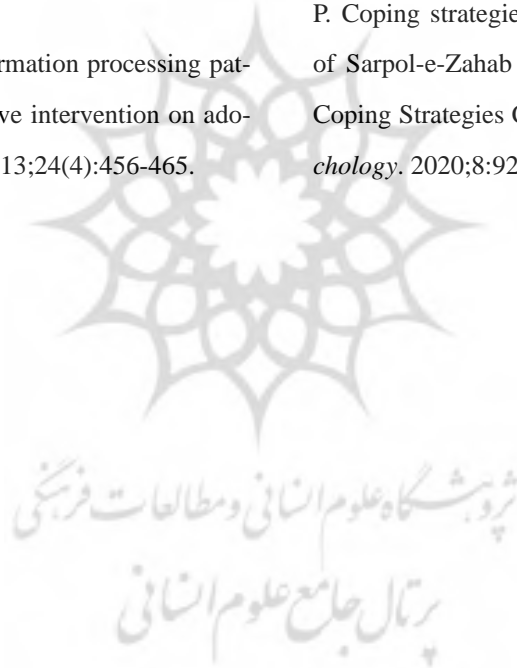 rmation processing pat-
ve intervention on ado-
13;24(4):456-465.
P. Coping strategie
of Sarpol-e-Zahab
Coping Strategies C
chology. 2020;8:92
پژوهشگاه علوم انسانی و مطالعات فرهنگی
پرتال جامع علوم انسانی